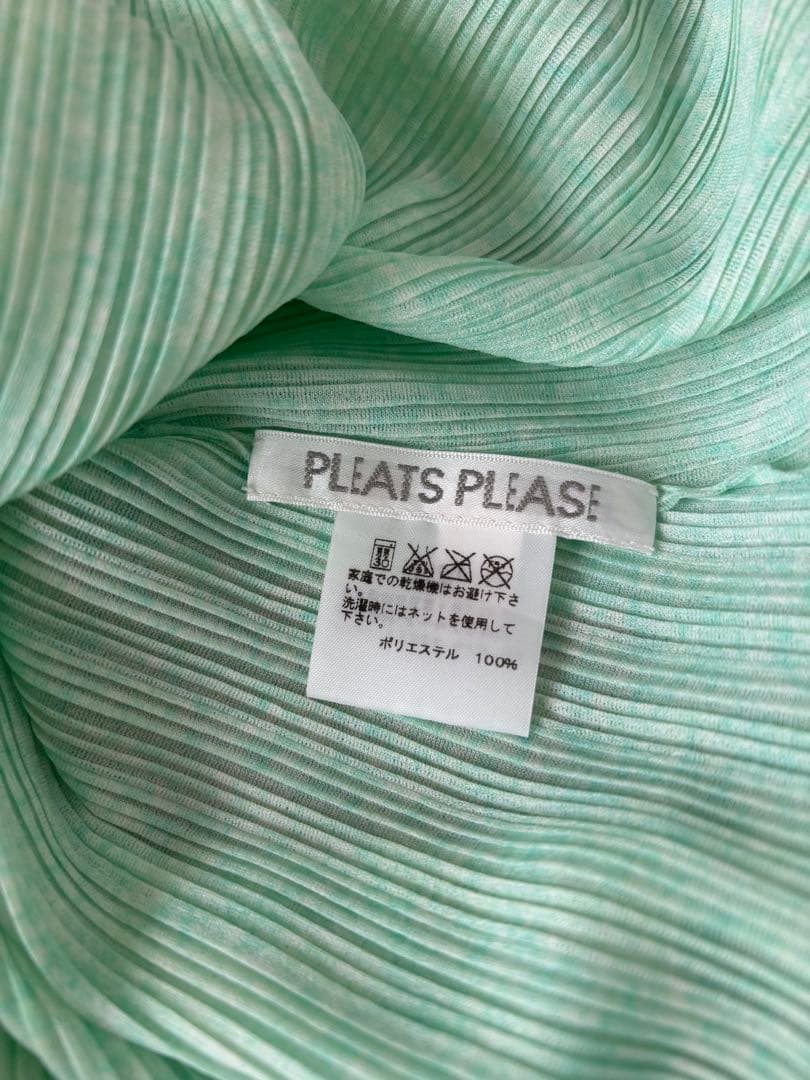 PLEATS PLEASE
30
家庭での乾燥機はお避け下さ
い。
洗濯時にはネットを使用して
下さい。
ポリエステル 100%